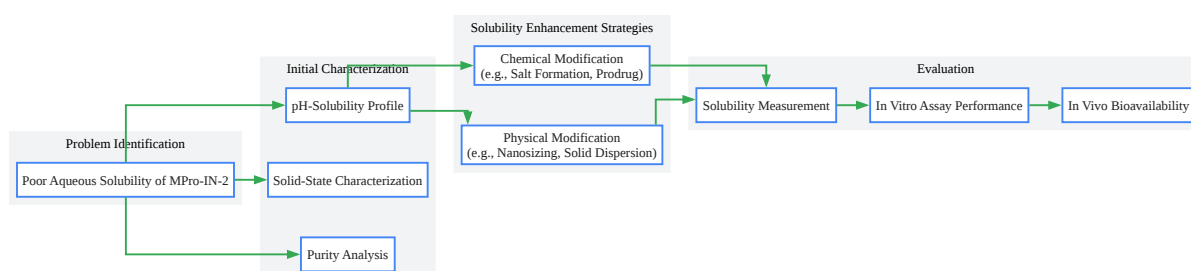 Solubility Enhancement Strategies
Chemical Modification
(e.g., Salt Formation, Prodrug)
Physical Modification
(e.g., Nanosizing, Solid Dispersion)
Initial Characterization
pH-Solubility Profile
Solid-State Characterization
Purity Analysis
Problem Identification
Poor Aqueous Solubility of MPro-IN-2
Evaluation
Solubility Measurement
In Vitro Assay Performance
In Vivo Bioavailability